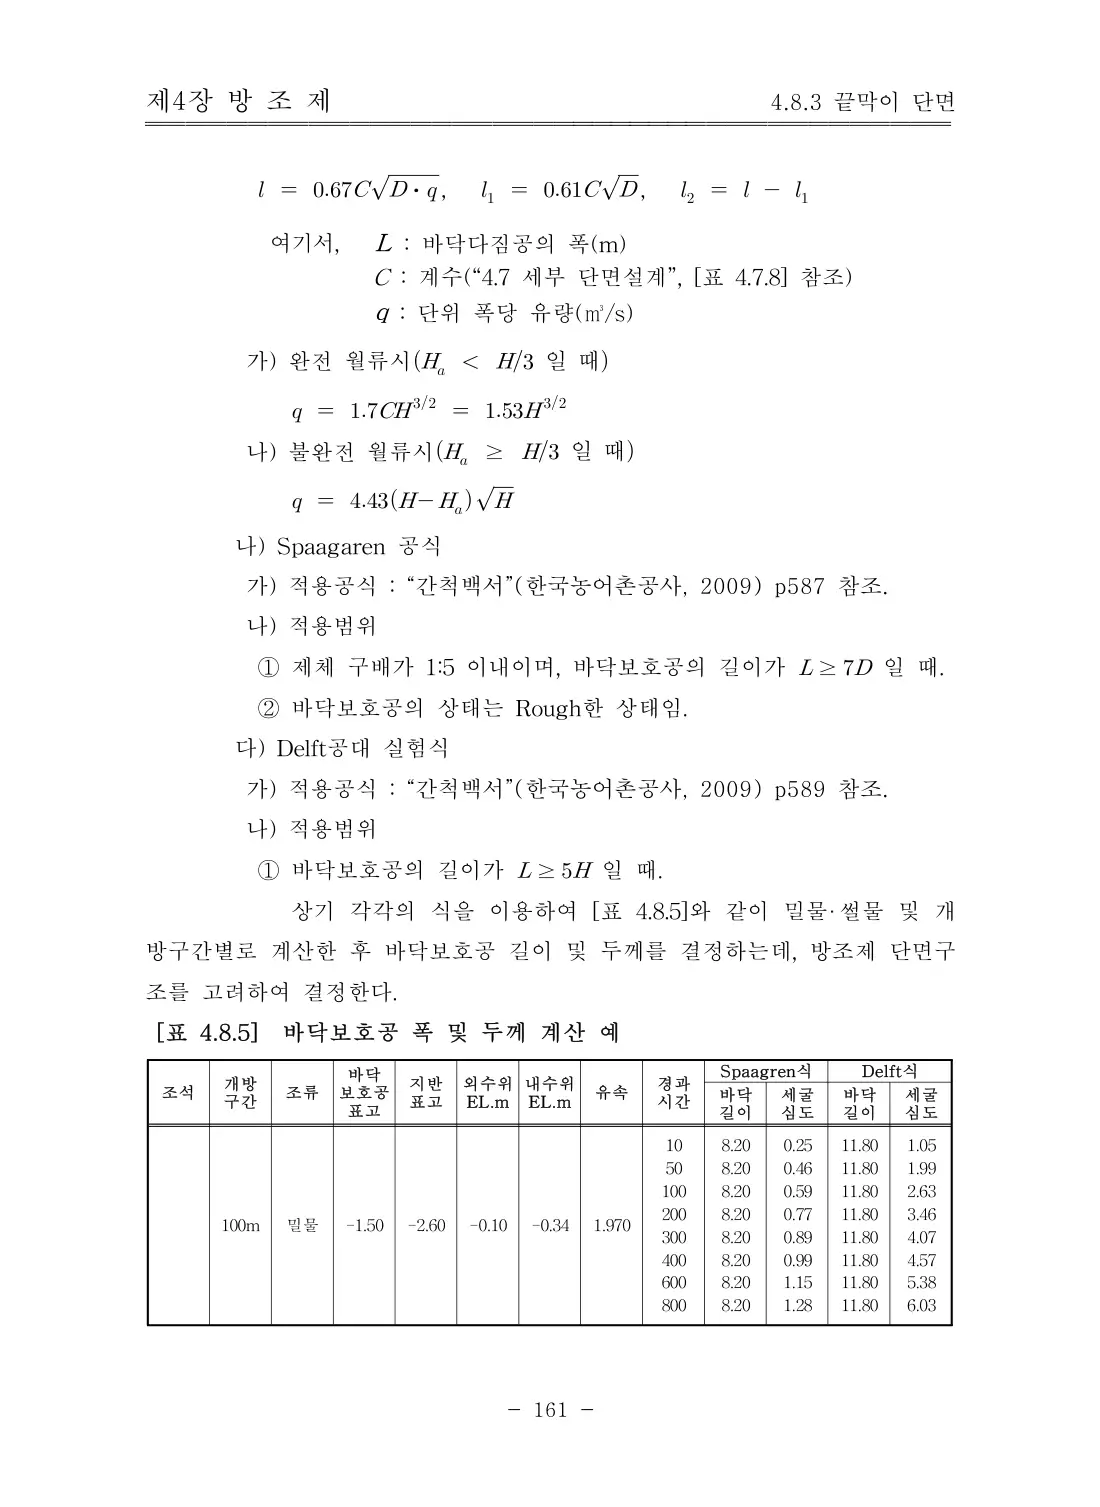 제4장 방 조 제
4.8.3 끝막이 단면
l = 0.67C√D・q, l₁ = 0.61C√D, l₂ = l − l₁
여기서, L : 바닥다짐공의 폭(m)
C : 계수(“4.7 세부 단면설계”, [표 4.7.8] 참조)
q : 단위 폭당 유량(㎥/s)
가) 완전 월류시(Hₐ < H/3 일 때)
q = 1.7CH^3/2 = 1.53H^3/2
나) 불완전 월류시(Hₐ ≥ H/3 일 때)
q = 4.43(H−Hₐ)√H
나) Spaagaren 공식
가) 적용공식 : “간척백서”(한국농어촌공사, 2009) p587 참조.
나) 적용범위
① 제체 구배가 1:5 이내이며, 바닥보호공의 길이가 L≥7D 일 때.
② 바닥보호공의 상태는 Rough한 상태임.
다) Delft공대 실험식
가) 적용공식 : “간척백서”(한국농어촌공사, 2009) p589 참조.
나) 적용범위
① 바닥보호공의 길이가 L≥5H 일 때.
상기 각각의 식을 이용하여 [표 4.8.5]와 같이 밀물·썰물 및 개
방구간별로 계산한 후 바닥보호공 길이 및 두께를 결정하는데, 방조제 단면구
조를 고려하여 결정한다.
[표 4.8.5] 바닥보호공 폭 및 두께 계산 예
조석 개방 구간 조류 바닥 보호공 표고 지반 표고 외수위 EL.m 내수위 EL.m 유속 경과 시간 Spaagren식 Delft식
바닥 길이 세굴 심도 바닥 길이 세굴 심도
10 8.20 0.25 11.80 1.05
50 8.20 0.46 11.80 1.99
100 8.20 0.59 11.80 2.63
200 8.20 0.77 11.80 3.46
100m 밀물 -1.50 -2.60 -0.10 -0.34 1.970
300 8.20 0.89 11.80 4.07
400 8.20 0.99 11.80 4.57
600 8.20 1.15 11.80 5.38
800 8.20 1.28 11.80 6.03
- 161 -